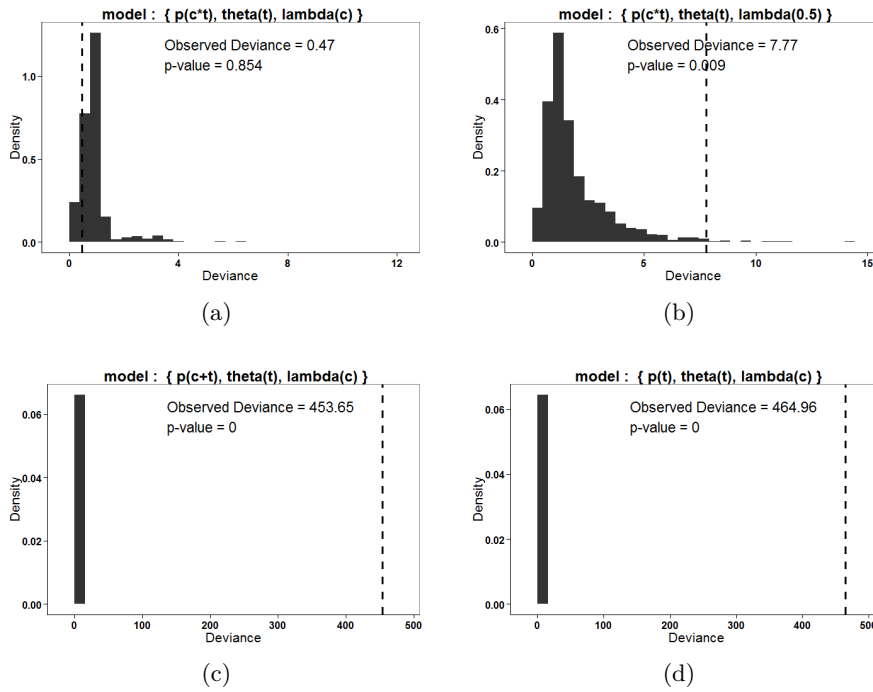 model : { p(c*t), theta(t), lambda(c) }
Observed Deviance = 0.47
p-value = 0.854
Density
1.0
0.5
0.0
0 4 8 12
Deviance
(a)
model : { p(c*t), theta(t), lambda(0.5) }
Observed Deviance = 7.77
p-value = 0.009
Density
0.6
0.4
0.2
0.0
0 5 10 15
Deviance
(b)
model : { p(c+t), theta(t), lambda(c) }
Observed Deviance = 453.65
p-value = 0
Density
0.06
0.04
0.02
0.00
0 100 200 300 400 500
Deviance
(c)
model : { p(t), theta(t), lambda(c) }
Observed Deviance = 464.96
p-value = 0
Density
0.06
0.04
0.02
0.00
0 100 200 300 400 500
Deviance
(d)